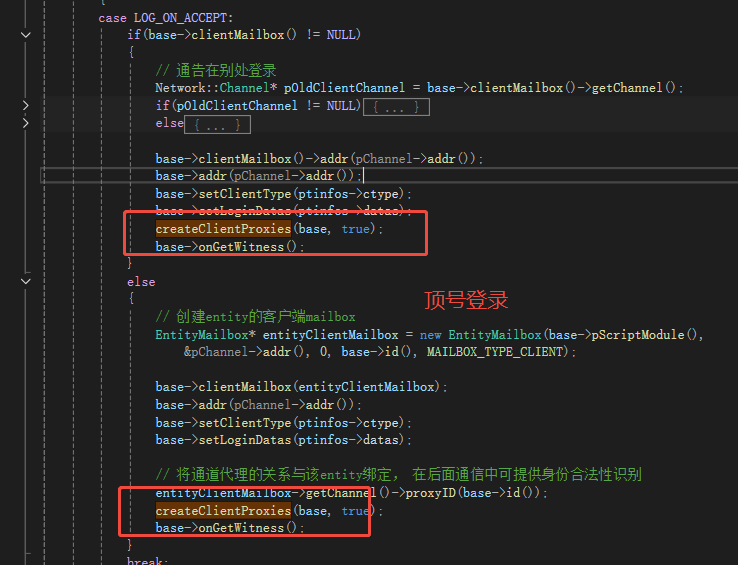 {
case LOG_ON_ACCEPT:
if(base->clientMailbox() != NULL)
{
// 通告在别处登录
Network::Channel* pOldClientChannel = base->clientMailbox()->getChannel();
if(pOldClientChannel != NULL) { ... }
else { ... }
base->clientMailbox()->addr(pChannel->addr());
base->addr(pChannel->addr());
base->setClientType(ptinfos->ctype);
base->setLoginDatas(ptinfos->datas);
createClientProxies(base, true);
base->onGetWitness();
}
else
{
顶号登录
// 创建entity的客户端mailbox
EntityMailbox* entityClientMailbox = new EntityMailbox(base->pScriptModule(),
&pChannel->addr(), 0, base->id(), MAILBOX_TYPE_CLIENT);
base->clientMailbox(entityClientMailbox);
base->addr(pChannel->addr());
base->setClientType(ptinfos->ctype);
base->setLoginDatas(ptinfos->datas);
// 将通道代理的关系与该entity绑定, 在后面通信中可提供身份合法性识别
entityClientMailbox->getChannel()->proxyID(base->id());
createClientProxies(base, true);
base->onGetWitness();
}
break;